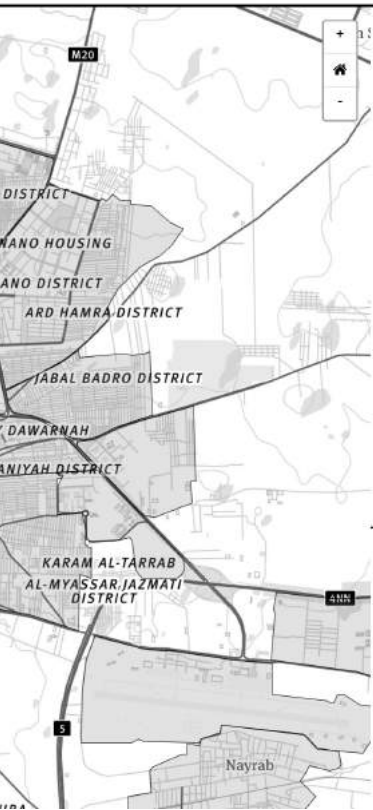 +
-
M20
DISTRICT
NANO HOUSING
ANO DISTRICT
ARD HAMRA DISTRICT
JABAL BADRO DISTRICT
DAWARNAH
ANIYAH DISTRICT
KARAM AL-TARRAB
AL-MYASSAR JAZMATI
DISTRICT
5
Nayrab